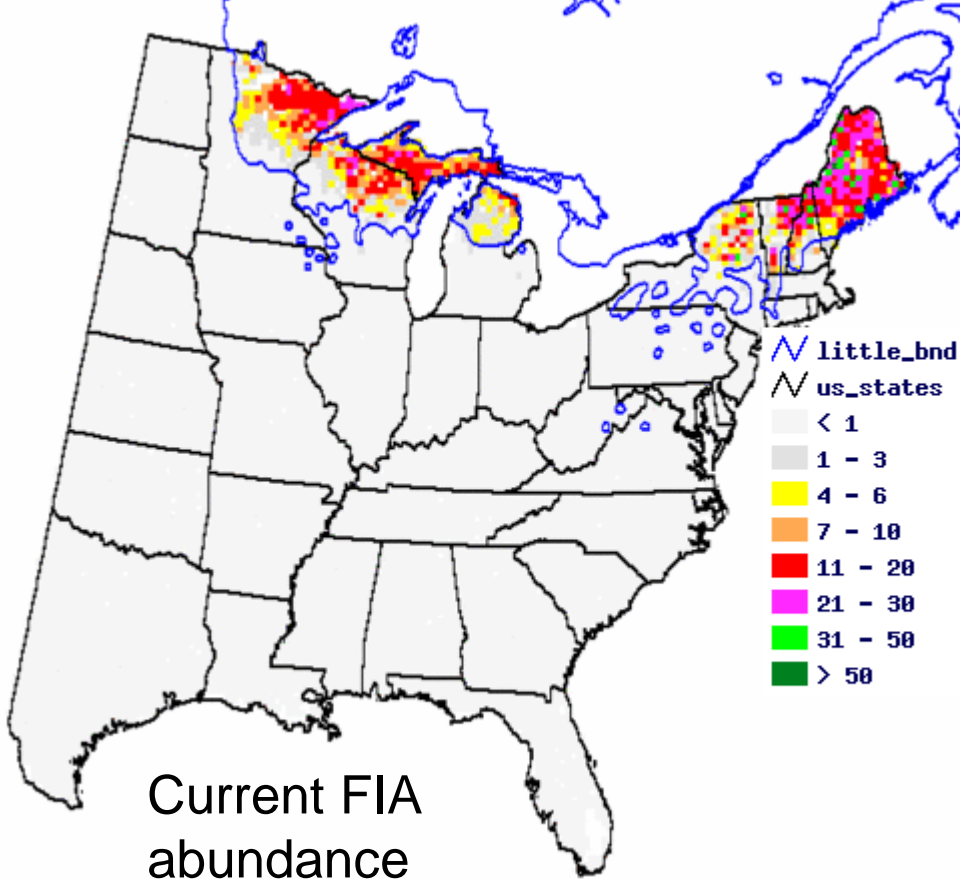 little_bnd
us_states
< 1
1 - 3
4 - 6
7 - 10
11 - 20
21 - 30
31 - 50
> 50
Current FIA
abundance